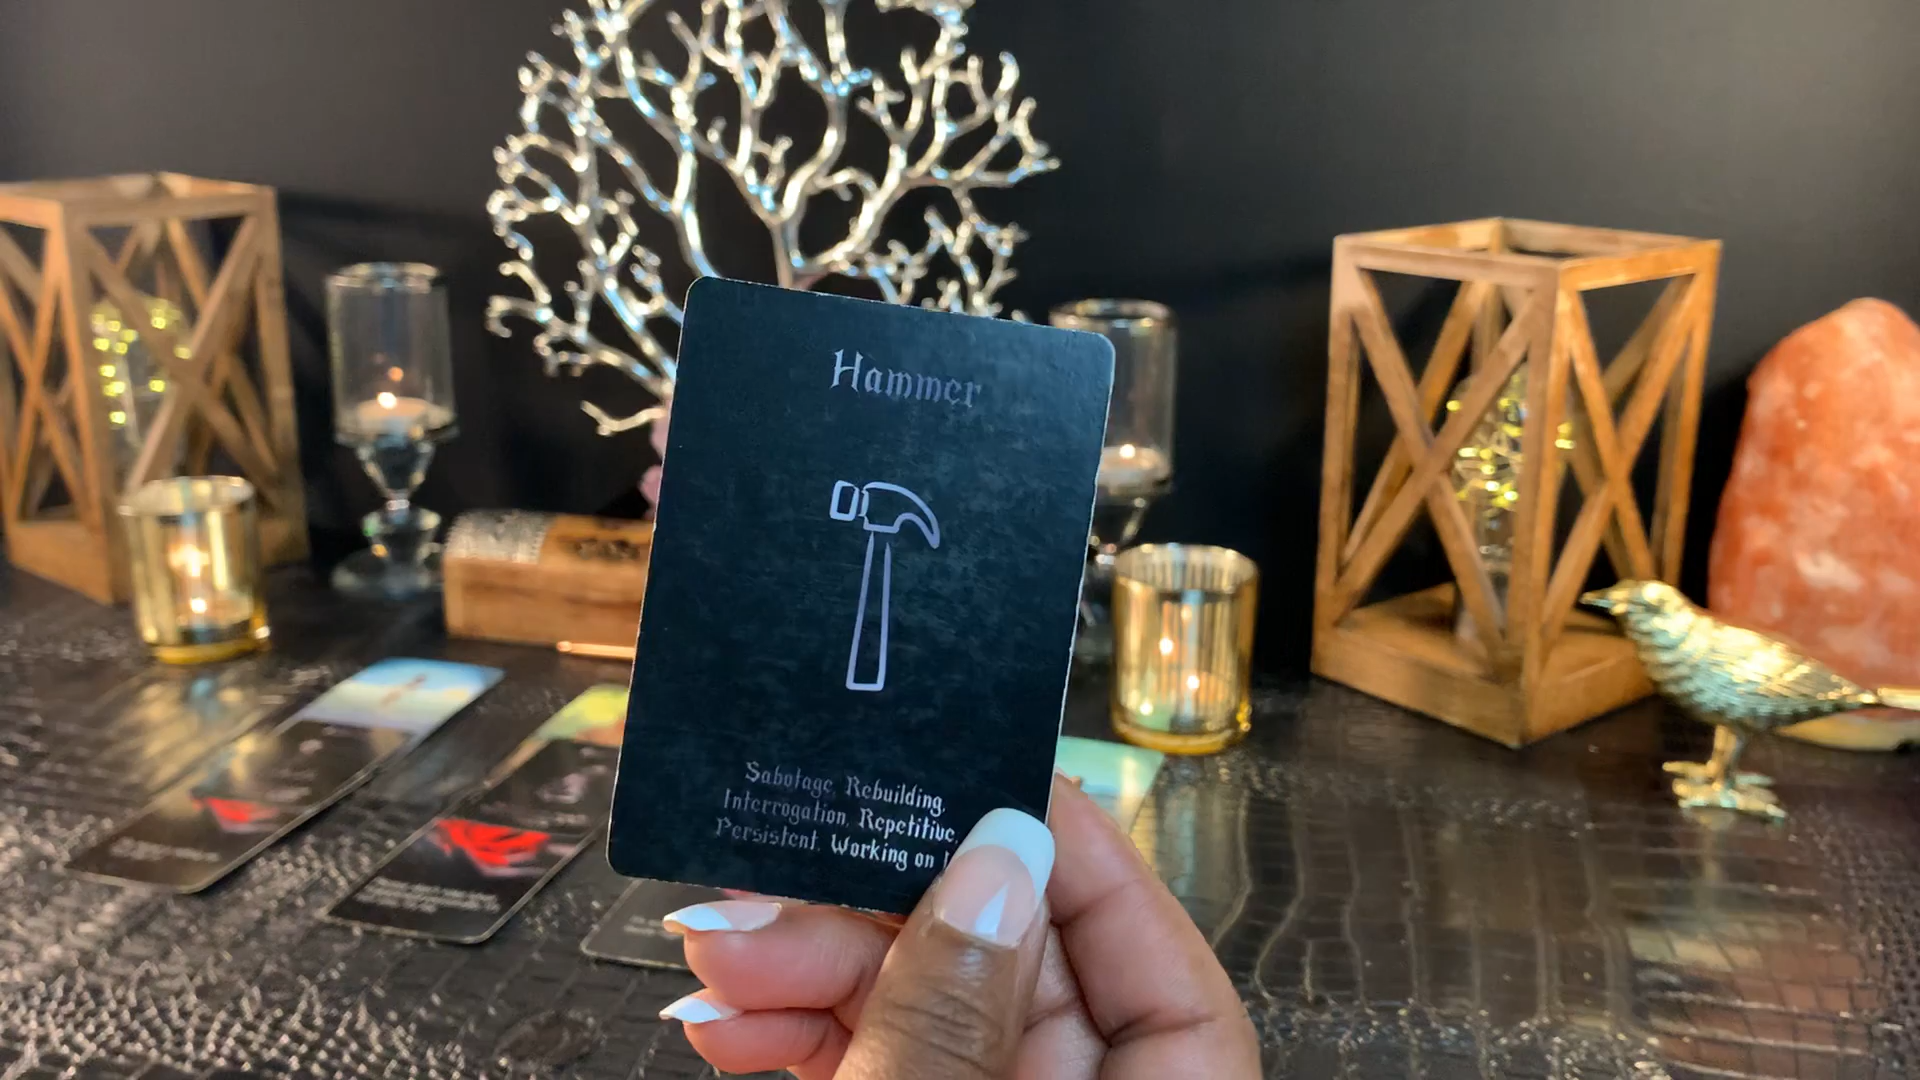 Hammer
Sabotage, Rebuilding,
Interrogation, Repetitive,
Persistent, Working on